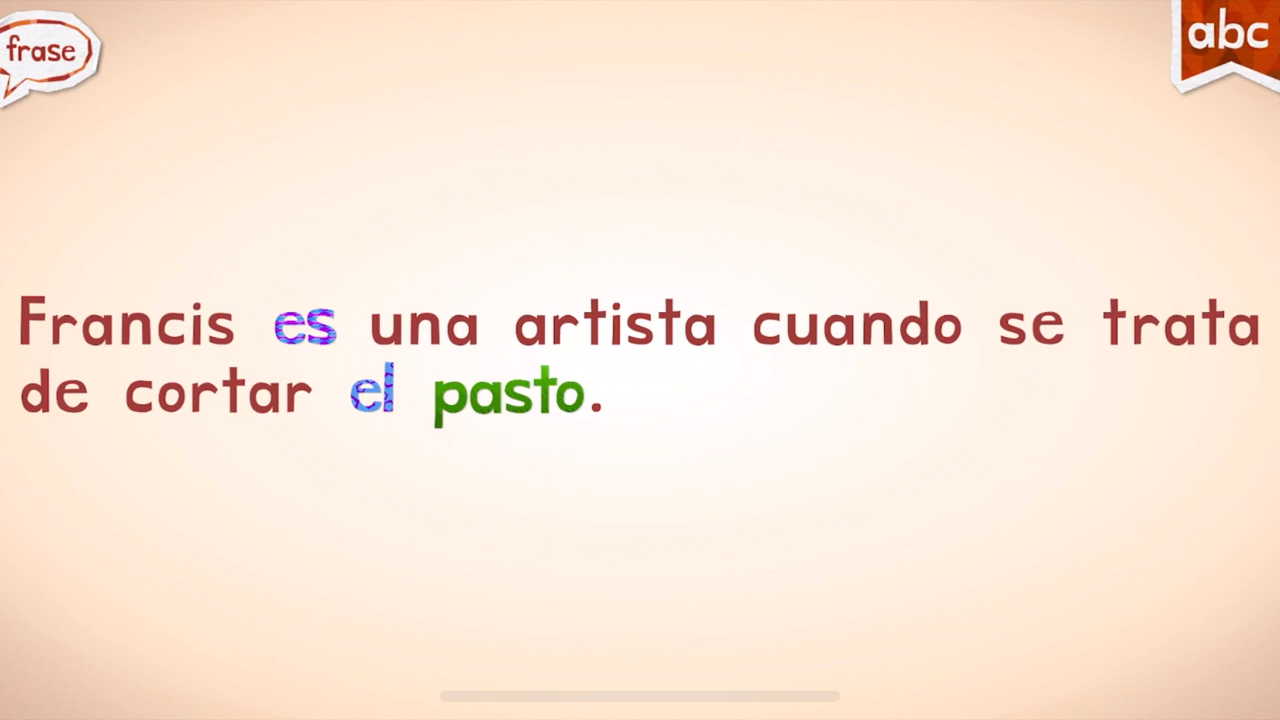 frase
abc
Francis es una artista cuando se trata
de cortar el pasto.